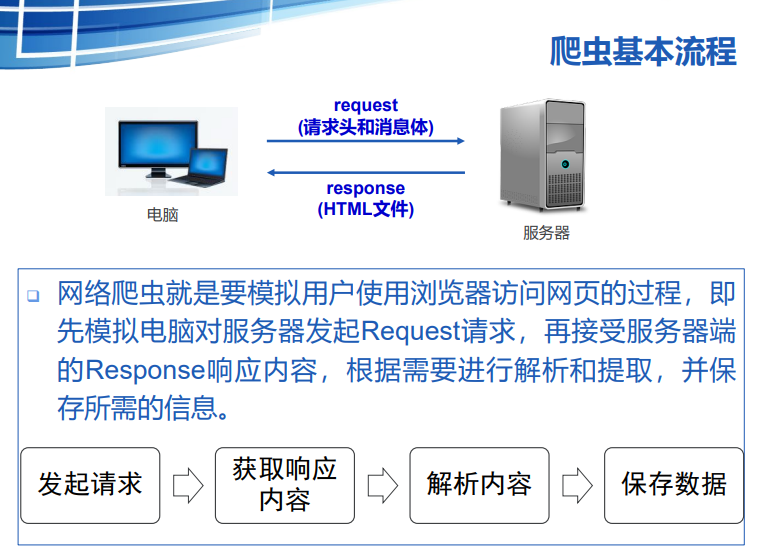 爬虫基本流程
request
(请求头和消息体)
response
(HTML文件)
电脑
服务器
网络爬虫就是要模拟用户使用浏览器访问网页的过程，即
先模拟电脑对服务器发起Request请求，再接受服务器端
的Response响应内容，根据需要进行解析和提取，并保
存所需的信息。
发起请求
获取响应
内容
解析内容
保存数据